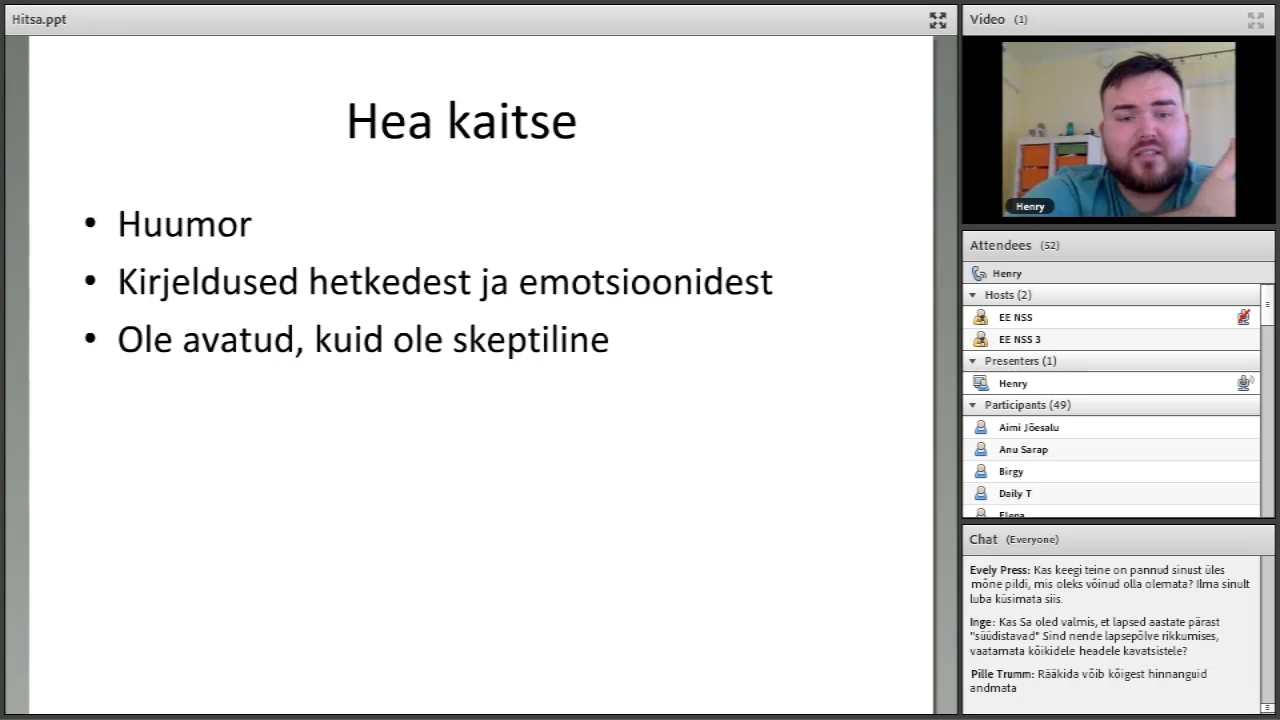 Hitsa.ppt
Hea kaitse
• Huumor
• Kirjeldused hetkedest ja emotsioonidest
• Ole avatud, kuid ole skeptiline
Video (1)
Henry
Attendees (52)
Henry
Hosts (2)
EE NSS
EE NSS 3
Presenters (1)
Henry
Participants (49)
Aimi Jõesalu
Anu Sarap
Birgy
Daily T
Elena
Chat (Everyone)
Evely Press: Kas keegi teine on pannud sinust üles
mõne pildi, mis oleks võinud olla olemata? Ilma sinult
luba küsimata siis.
Inge: Kas Sa oled valmis, et lapsed aastate pärast
"süüdistavad" Sind nende lapsepõlve rikkumises,
vaatamata kõikidele headele kavatsistele?
Pille Trumm: Rääkida võib kõigest hinnanguid
andmata